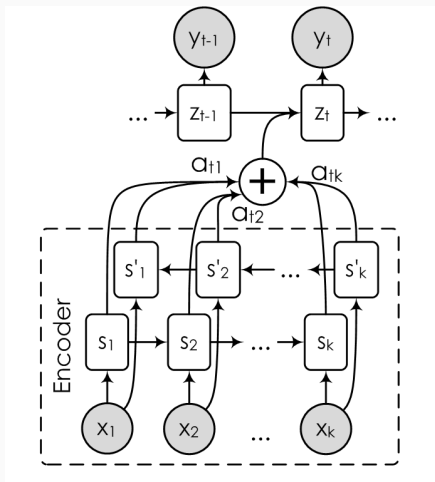 yt-1 yt
... zt-1 zt ...
at1 + atk
at2
s'1 s'2 ... s'k
Encoder
s1 s2 ... sk
x1 x2 ... xk